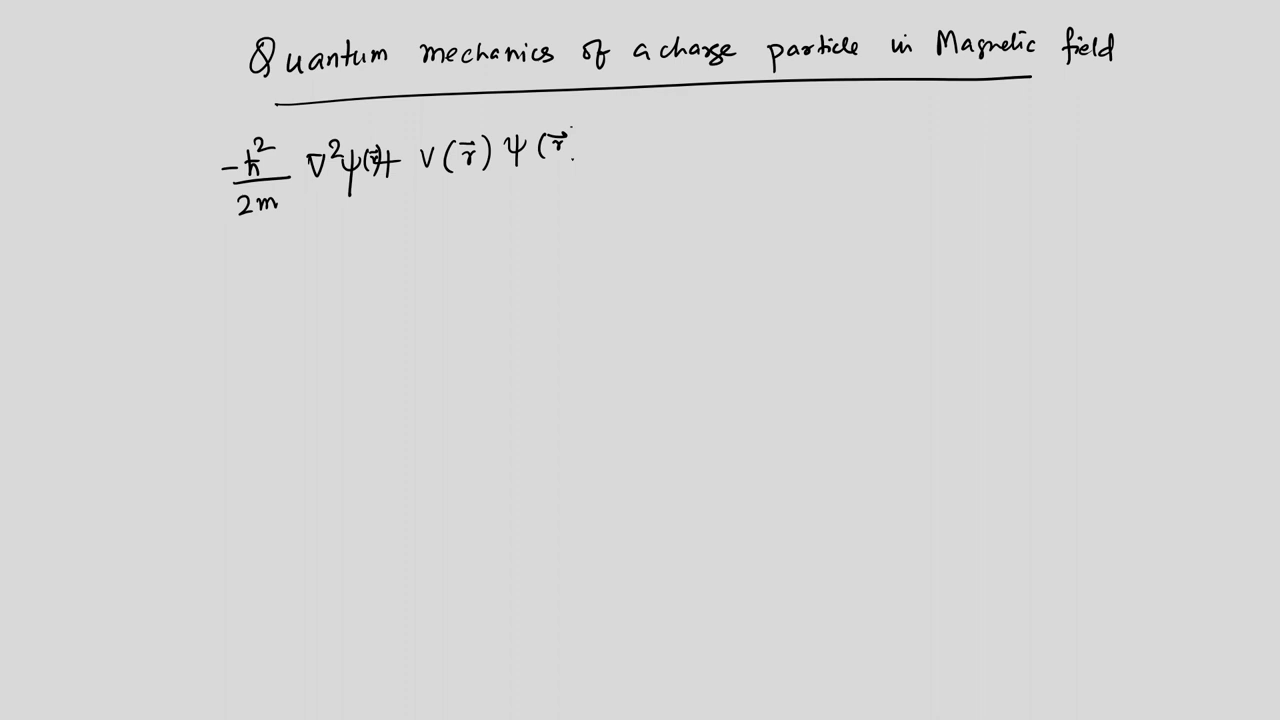 Quantum mechanics of a charge particle in Magnetic field
-ħ²/2m ∇²ψ(r⃗)+ V(r⃗) ψ(r⃗